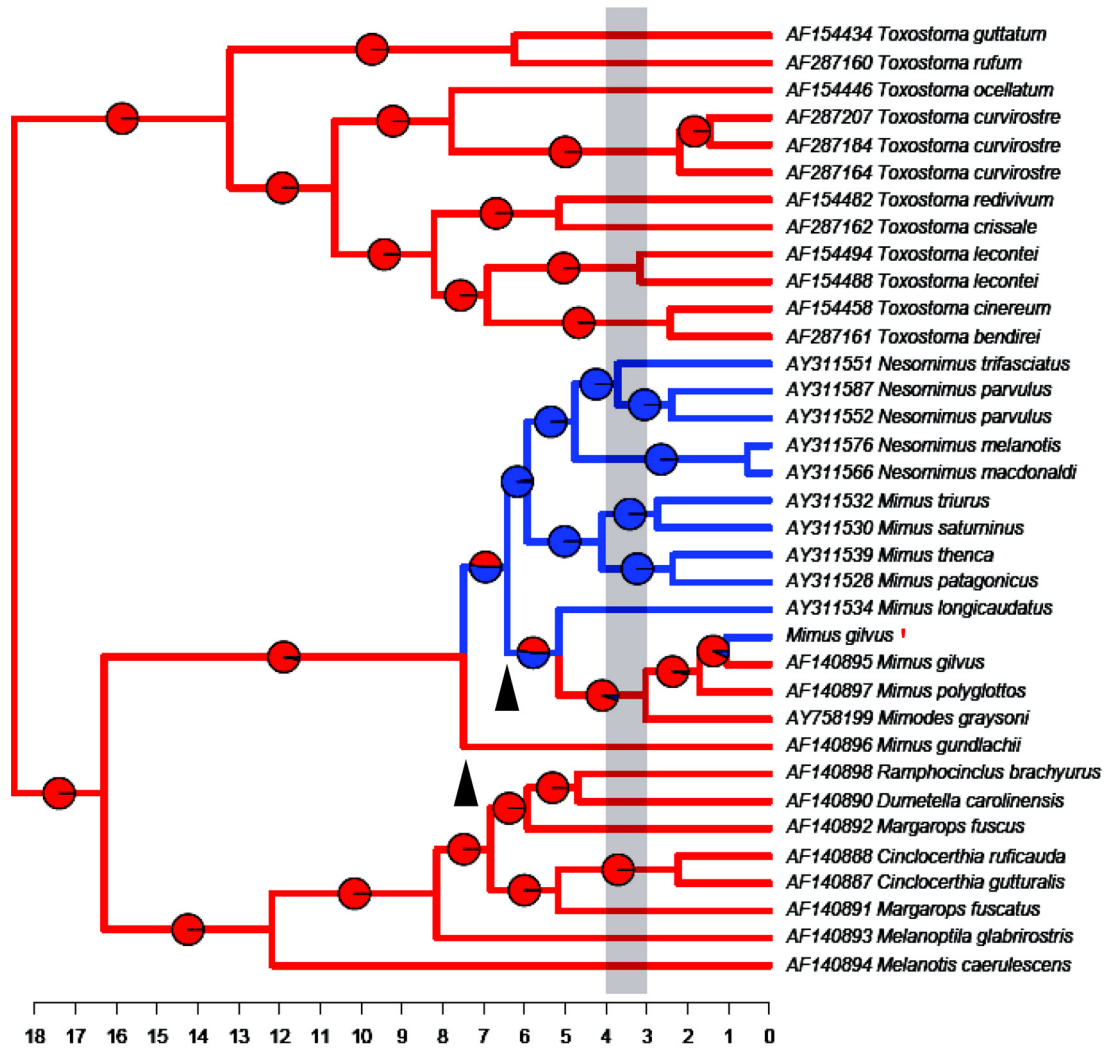 AF154434 Toxostoma guttatum
AF287160 Toxostoma rufum
AF154446 Toxostoma ocellatum
AF287207 Toxostoma curvirostre
AF287184 Toxostoma curvirostre
AF287164 Toxostoma curvirostre
AF154482 Toxostoma redivivum
AF287162 Toxostoma crissale
AF154494 Toxostoma lecontei
AF154488 Toxostoma lecontei
AF154458 Toxostoma cinereum
AF287161 Toxostoma bendirei
AY311551 Nesomimus trifasciatus
AY311587 Nesomimus parvulus
AY311552 Nesomimus parvulus
AY311576 Nesomimus melanotis
AY311566 Nesomimus macdonaldi
AY311532 Mimus triurus
AY311530 Mimus saturninus
AY311539 Mimus thenca
AY311528 Mimus patagonicus
AY311534 Mimus longicaudatus
Mimus gilvus '
AF140895 Mimus gilvus
AF140897 Mimus polyglottos
AY758199 Mimodes graysoni
AF140896 Mimus gundlachii
AF140898 Ramphocinclus brachyurus
AF140890 Dumetella carolinensis
AF140892 Margarops fuscus
AF140888 Cinclocerthia ruficauda
AF140887 Cinclocerthia gutturalis
AF140891 Margarops fuscatus
AF140893 Melanoptila glabrirostris
AF140894 Melanotis caerulescens
18 17 16 15 14 13 12 11 10 9 8 7 6 5 4 3 2 1 0